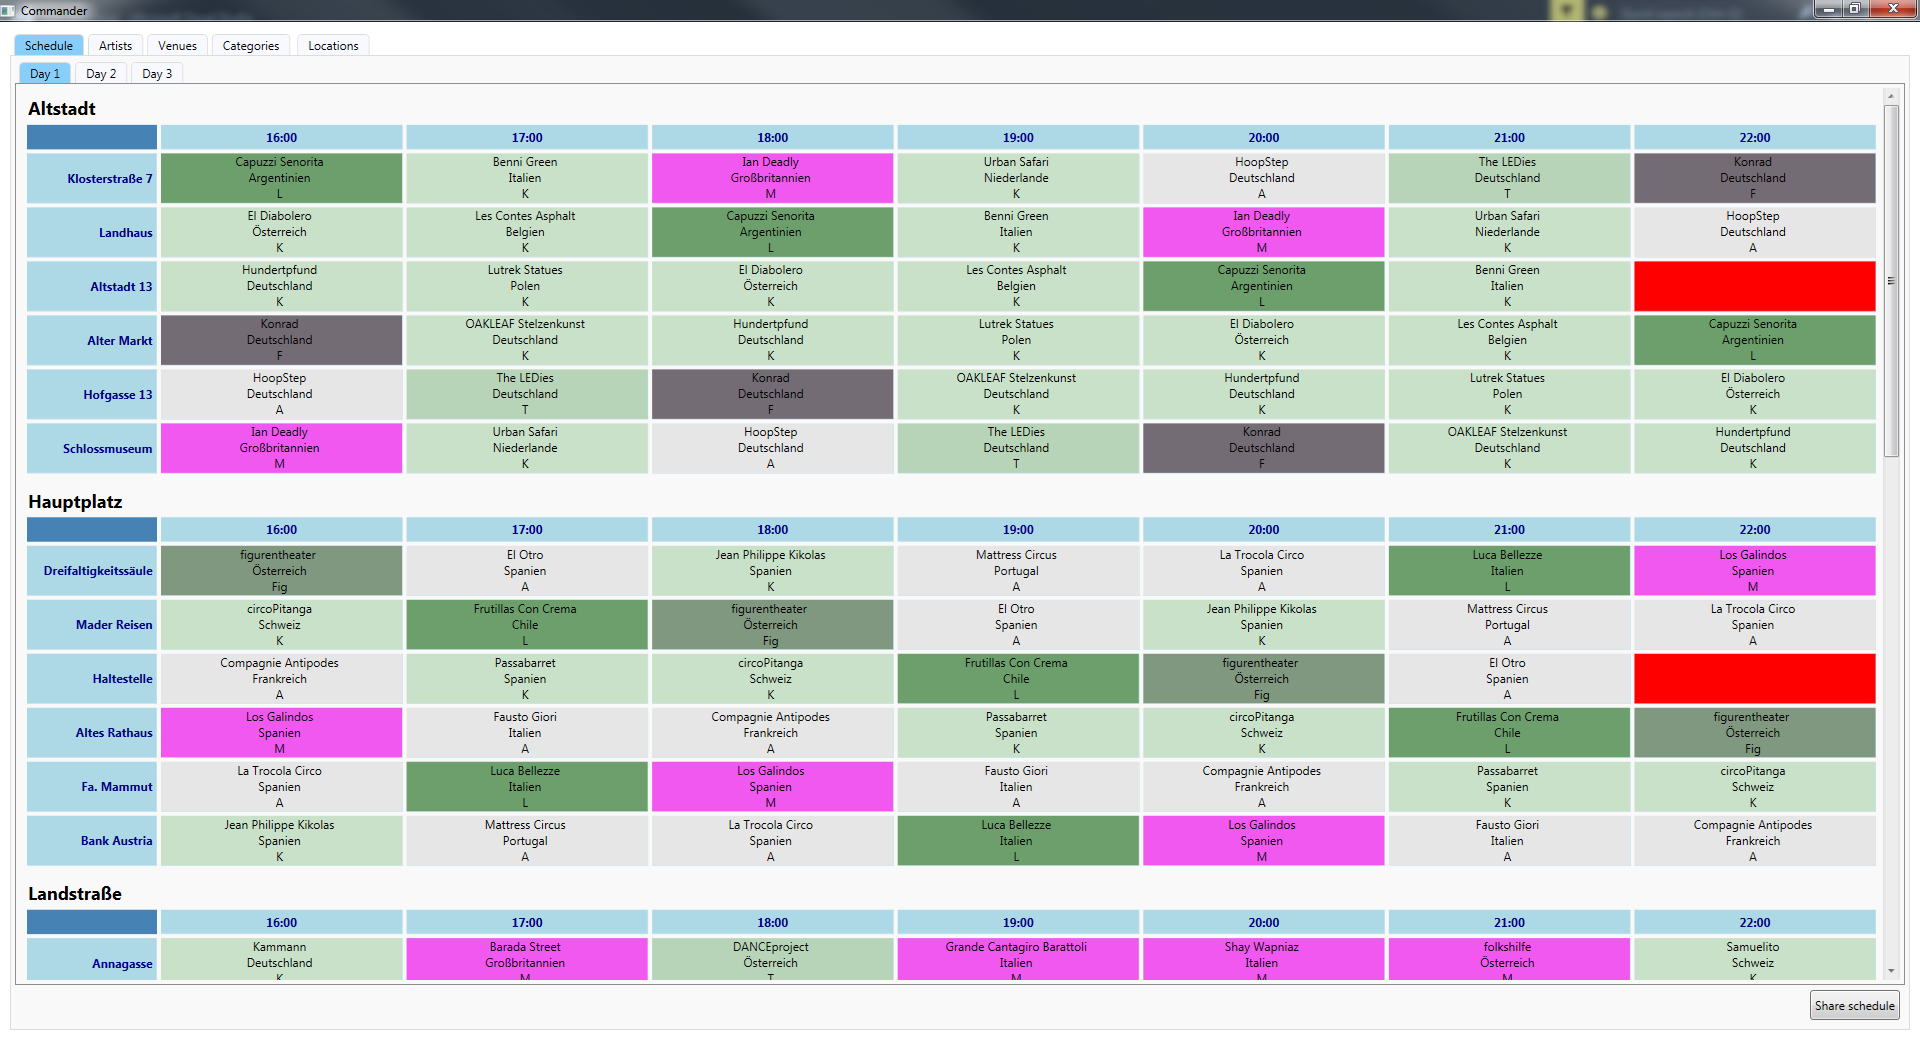 Commander
Schedule Artists Venues Categories Locations
Day 1 Day 2 Day 3
Altstadt
16:00 17:00 18:00 19:00 20:00 21:00 22:00
Klosterstraße 7
Capuzzi Senorita Benni Green Ian Deadly Urban Safari HoopStep The LEDies Konrad
Argentinien Italien Großbritannien Niederlande Deutschland Deutschland Deutschland
L K M K A T F
Landhaus
El Diabolero Les Contes Asphalt Capuzzi Senorita Benni Green Ian Deadly Urban Safari HoopStep
Österreich Belgien Argentinien Italien Großbritannien Niederlande Deutschland
K K L K M K A
Altstadt 13
Hundertpfund Lutrek Statues El Diabolero Les Contes Asphalt Capuzzi Senorita Benni Green
Deutschland Polen Österreich Belgien Argentinien Italien
K K K K L K
Alter Markt
Konrad OAKLEAF Stelzenkunst Hundertpfund Lutrek Statues El Diabolero Les Contes Asphalt Capuzzi Senorita
Deutschland Deutschland Deutschland Polen Österreich Belgien Argentinien
F K K K K K L
Hofgasse 13
HoopStep The LEDies Konrad OAKLEAF Stelzenkunst Hundertpfund Lutrek Statues El Diabolero
Deutschland Deutschland Deutschland Deutschland Deutschland Polen Österreich
A T F K K K K
Schlossmuseum
Ian Deadly Urban Safari HoopStep The LEDies Konrad OAKLEAF Stelzenkunst Hundertpfund
Großbritannien Niederlande Deutschland Deutschland Deutschland Deutschland Deutschland
M K A T F K K
Hauptplatz
16:00 17:00 18:00 19:00 20:00 21:00 22:00
Dreifaltigkeitssäule
figurentheater El Otro Jean Philippe Kikolas Mattress Circus La Trocola Circo Luca Bellezze Los Galindos
Österreich Spanien Spanien Portugal Spanien Italien Spanien
Fig A K A A L M
Mader Reisen
circoPitanga Frutillas Con Crema figurentheater El Otro Jean Philippe Kikolas Mattress Circus La Trocola Circo
Schweiz Chile Österreich Spanien Spanien Portugal Spanien
K L Fig A K A A
Haltestelle
Compagnie Antipodes Passabarret circoPitanga Frutillas Con Crema figurentheater El Otro
Frankreich Spanien Schweiz Chile Österreich Spanien
A K K L Fig A
Altes Rathaus
Los Galindos Fausto Giori Compagnie Antipodes Passabarret circoPitanga Frutillas Con Crema figurentheater
Spanien Italien Frankreich Spanien Schweiz Chile Österreich
M A A K K L Fig
Fa. Mammut
La Trocola Circo Luca Bellezze Los Galindos Fausto Giori Compagnie Antipodes Passabarret circoPitanga
Spanien Italien Spanien Italien Frankreich Spanien Schweiz
A L M A A K K
Bank Austria
Jean Philippe Kikolas Mattress Circus La Trocola Circo Luca Bellezze Los Galindos Fausto Giori Compagnie Antipodes
Spanien Portugal Spanien Italien Spanien Italien Frankreich
K A A L M A A
Landstraße
16:00 17:00 18:00 19:00 20:00 21:00 22:00
Annagasse
Kammann Barada Street DANCEproject Grande Cantagiro Barattoli Shay Wapniaz folkshilfe Samuelito
Deutschland Großbritannien Österreich Italien Italien Österreich Schweiz
K M T M M M K
Share schedule